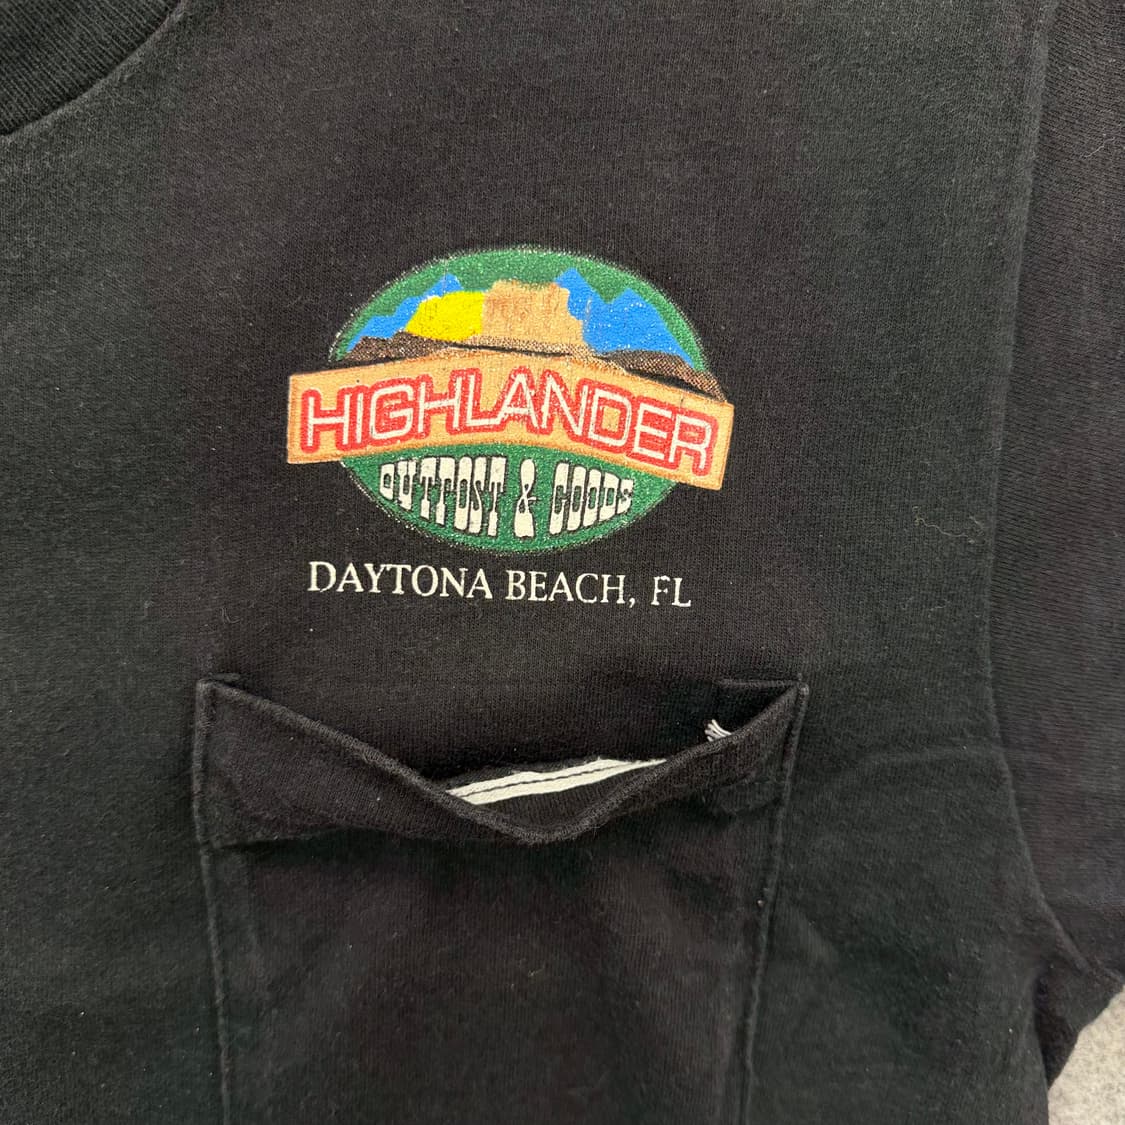 HIGHLANDER
OUTPOST & GOODS
DAYTONA BEACH, FL